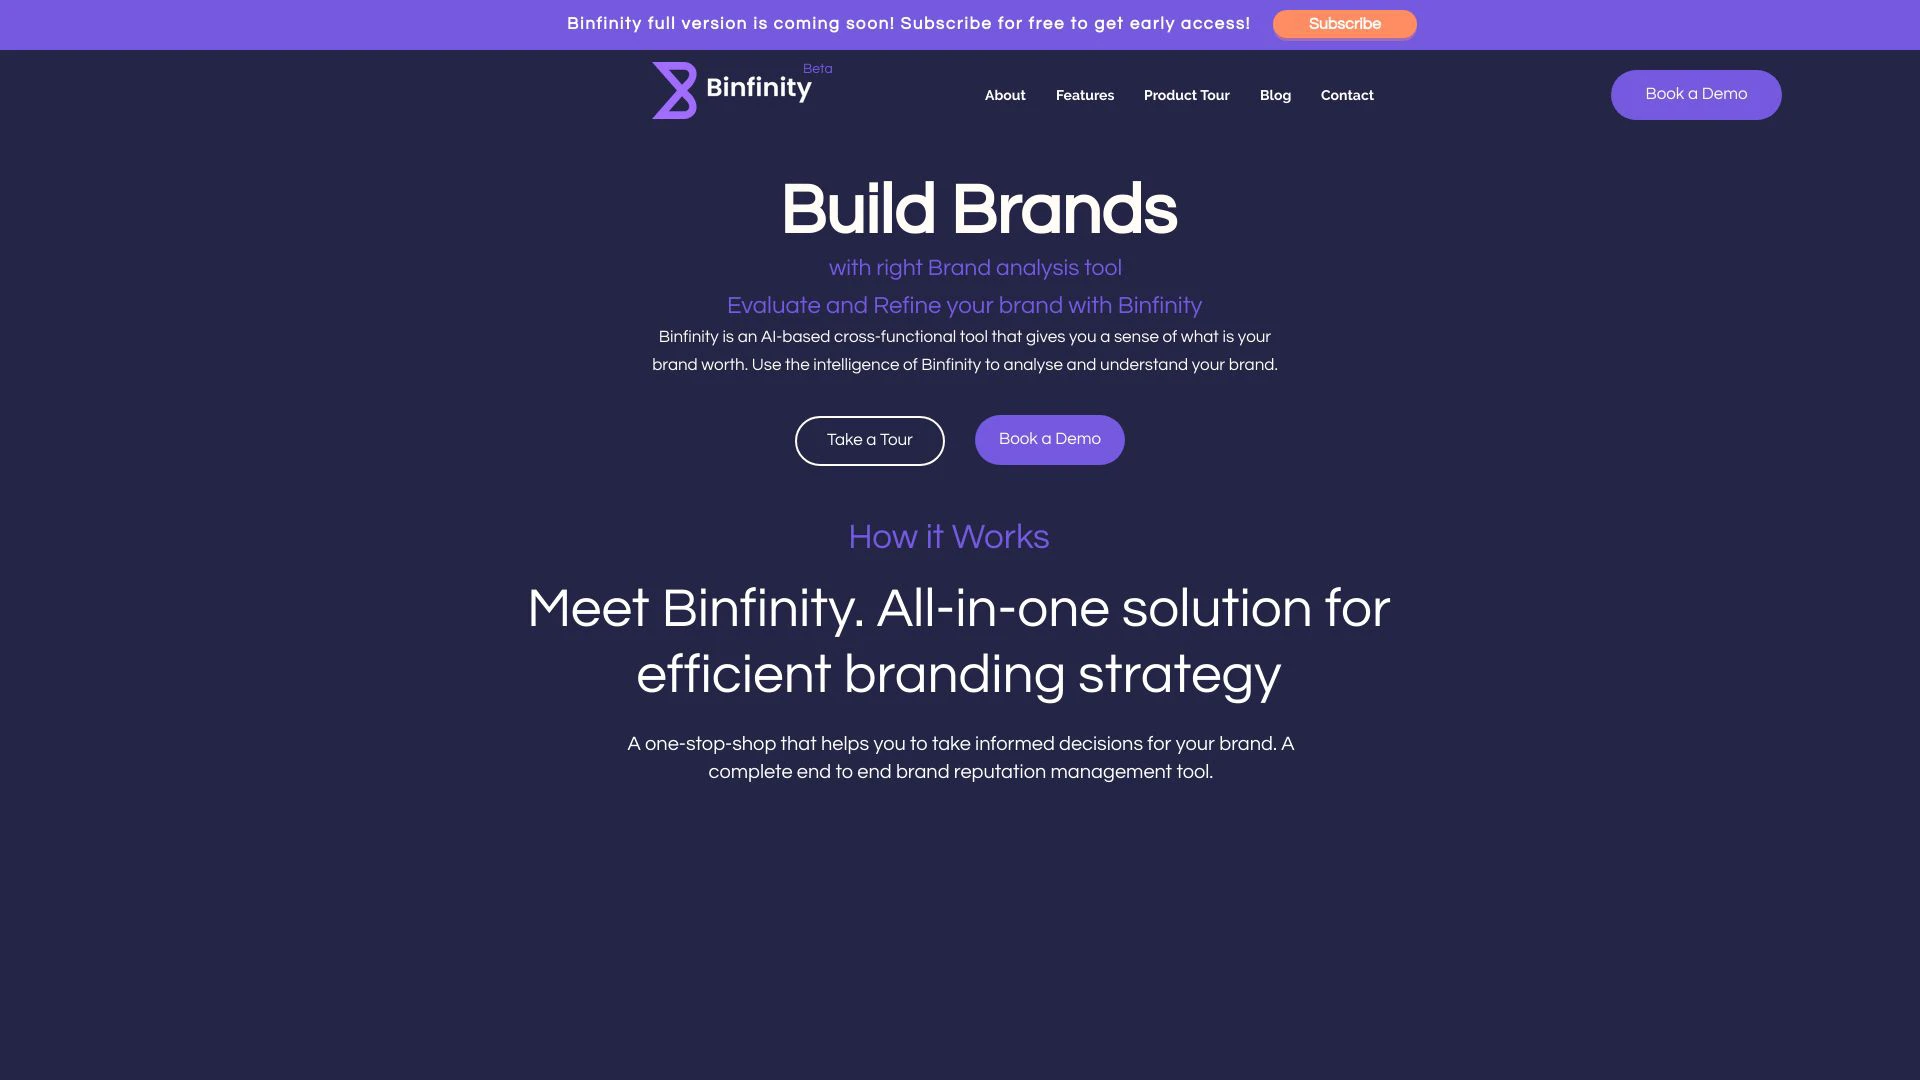 Binfinity full version is coming soon! Subscribe for free to get early access!
Subscribe
Beta
Binfinity
About
Features
Product Tour
Blog
Contact
Book a Demo
Build Brands
with right Brand analysis tool
Evaluate and Refine your brand with Binfinity
Binfinity is an AI-based cross-functional tool that gives you a sense of what is your
brand worth. Use the intelligence of Binfinity to analyse and understand your brand.
Take a Tour
Book a Demo
How it Works
Meet Binfinity. All-in-one solution for
efficient branding strategy
A one-stop-shop that helps you to take informed decisions for your brand. A
complete end to end brand reputation management tool.